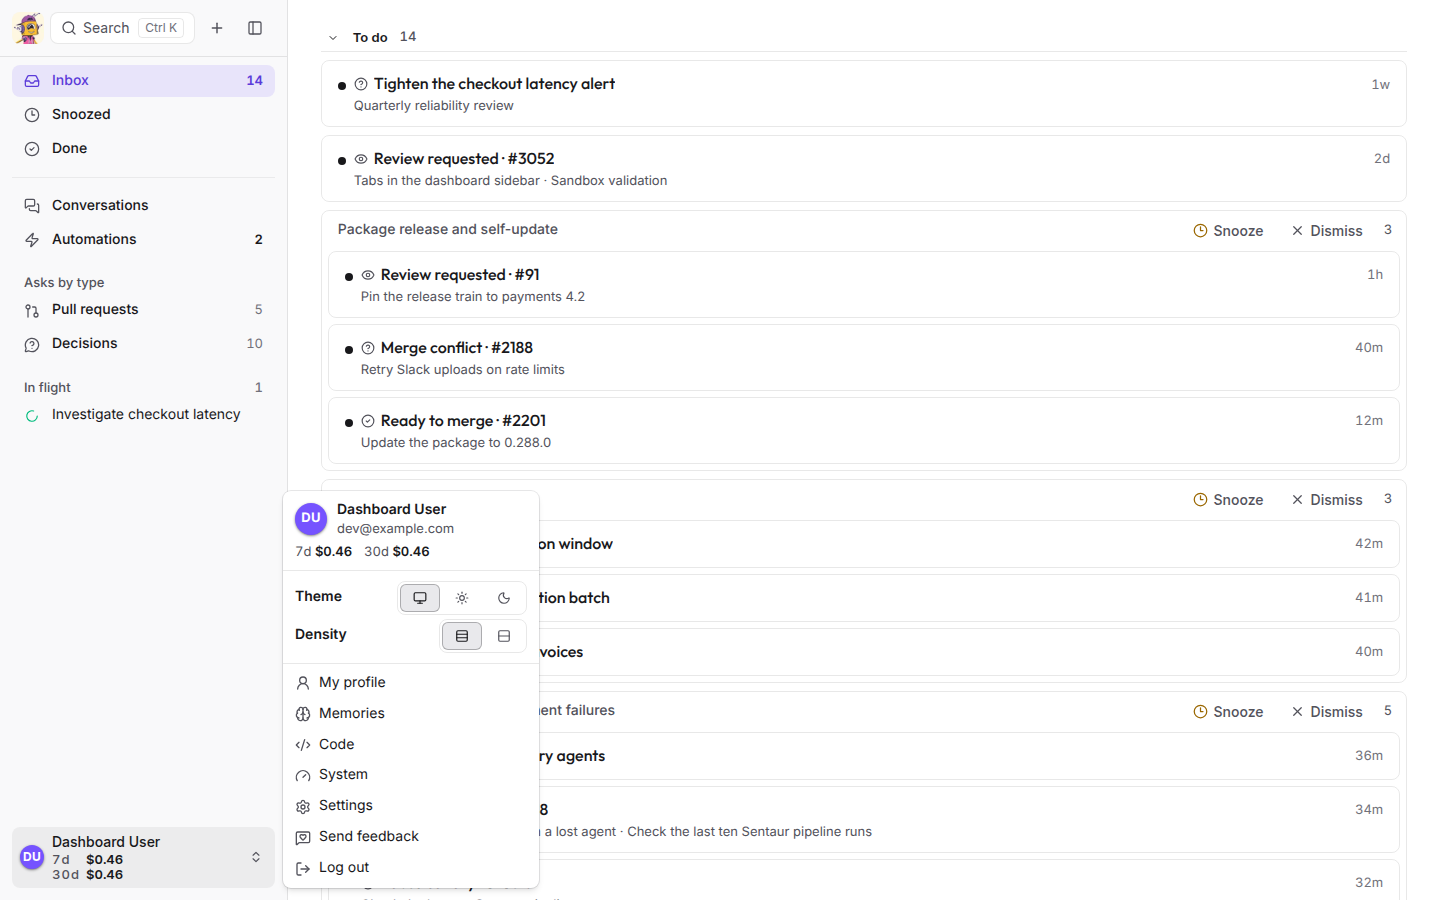 Search Ctrl K
Inbox 14
Snoozed
Done
Conversations
Automations 2
Asks by type
Pull requests 5
Decisions 10
In flight 1
Investigate checkout latency
DU Dashboard User
7d $0.46
30d $0.46
To do 14
Tighten the checkout latency alert 1w
Quarterly reliability review
Review requested · #3052 2d
Tabs in the dashboard sidebar · Sandbox validation
Package release and self-update Snooze Dismiss 3
Review requested · #91 1h
Pin the release train to payments 4.2
Merge conflict · #2188 40m
Retry Slack uploads on rate limits
Ready to merge · #2201 12m
Update the package to 0.288.0
Snooze Dismiss 3
on window 42m
tion batch 41m
voices 40m
ent failures Snooze Dismiss 5
ry agents 36m
8 34m
a lost agent · Check the last ten Sentaur pipeline runs
32m
DU Dashboard User
dev@example.com
7d $0.46 30d $0.46
Theme
Density
My profile
Memories
Code
System
Settings
Send feedback
Log out